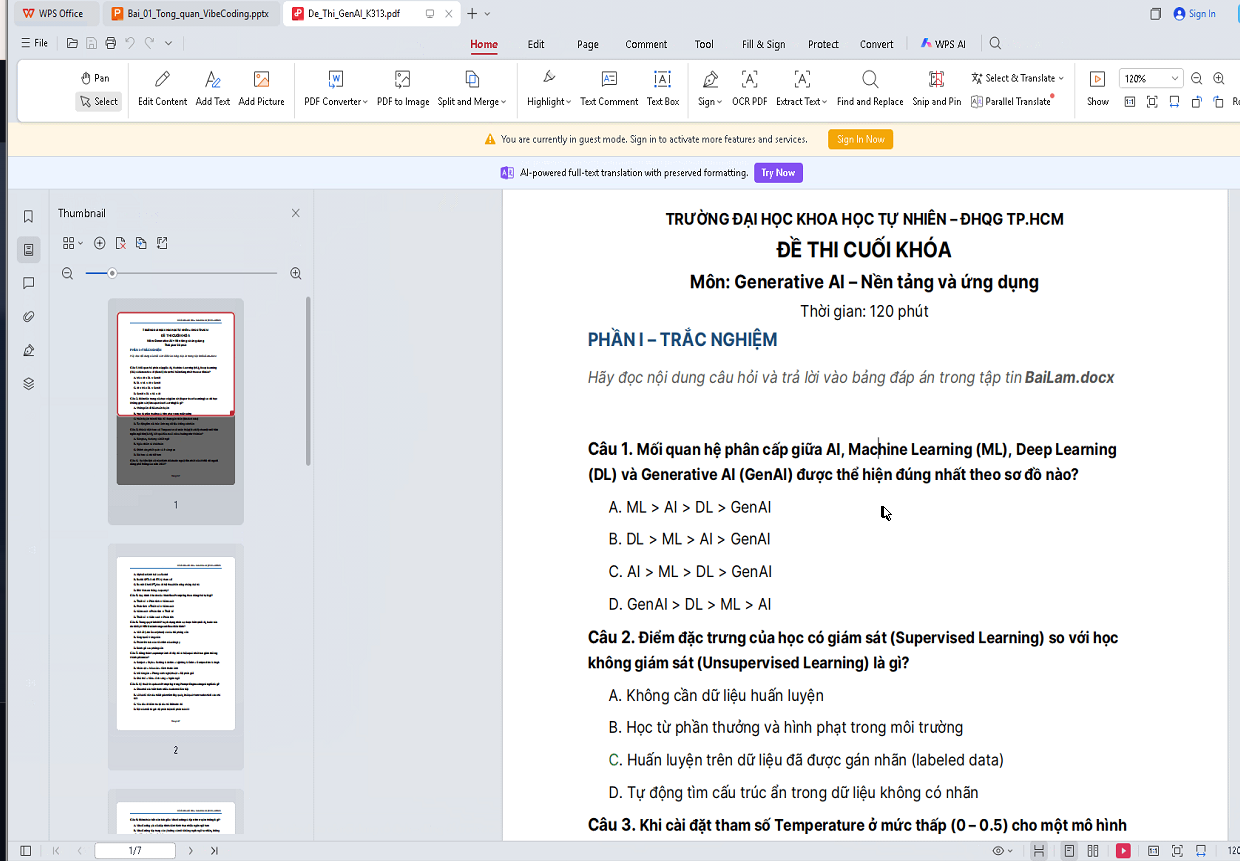 WPS Office
Bai_01_Tong_quan_VibeCoding.pptx
De_Thi_GenAI_K313.pdf
Sign In
File
Home
Edit
Page
Comment
Tool
Fill & Sign
Protect
Convert
WPS AI
Pan
Select
Edit Content
Add Text
Add Picture
PDF Converter
PDF to Image
Split and Merge
Highlight
Text Comment
Text Box
Sign
OCR PDF
Extract Text
Find and Replace
Snip and Pin
Select & Translate
Parallel Translate
Show
120%
You are currently in guest mode. Sign in to activate more features and services.
Sign In Now
AI-powered full-text translation with preserved formatting.
Try Now
Thumbnail
1
2
TRƯỜNG ĐẠI HỌC KHOA HỌC TỰ NHIÊN – ĐHQG TP.HCM
ĐỀ THI CUỐI KHÓA
Môn: Generative AI – Nền tảng và ứng dụng
Thời gian: 120 phút
PHẦN I – TRẮC NGHIỆM
Hãy đọc nội dung câu hỏi và trả lời vào bảng đáp án trong tập tin BaiLam.docx
Câu 1. Mối quan hệ phân cấp giữa AI, Machine Learning (ML), Deep Learning
(DL) và Generative AI (GenAI) được thể hiện đúng nhất theo sơ đồ nào?
A. ML > AI > DL > GenAI
B. DL > ML > AI > GenAI
C. AI > ML > DL > GenAI
D. GenAI > DL > ML > AI
Câu 2. Điểm đặc trưng của học có giám sát (Supervised Learning) so với học
không giám sát (Unsupervised Learning) là gì?
A. Không cần dữ liệu huấn luyện
B. Học từ phần thưởng và hình phạt trong môi trường
C. Huấn luyện trên dữ liệu đã được gán nhãn (labeled data)
D. Tự động tìm cấu trúc ẩn trong dữ liệu không có nhãn
Câu 3. Khi cài đặt tham số Temperature ở mức thấp (0 – 0.5) cho một mô hình
1/7